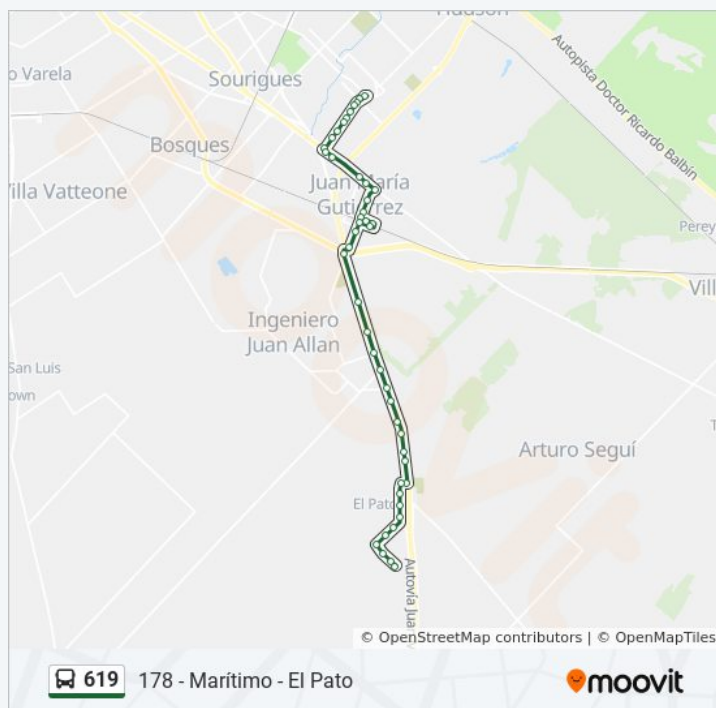 Hudson
Autopista Doctor Ricardo Balbín
o Varela
Sourigues
Bosques
Villa Vatteone
Juan María
Gutiérrez
Perey
Vill
Ingeniero
Juan Allan
San Luis
own
T
Arturo Seguí
El Pato
Autovía Jua
© OpenStreetMap contributors | © OpenMapTiles
619 178 - Marítimo - El Pato moovit